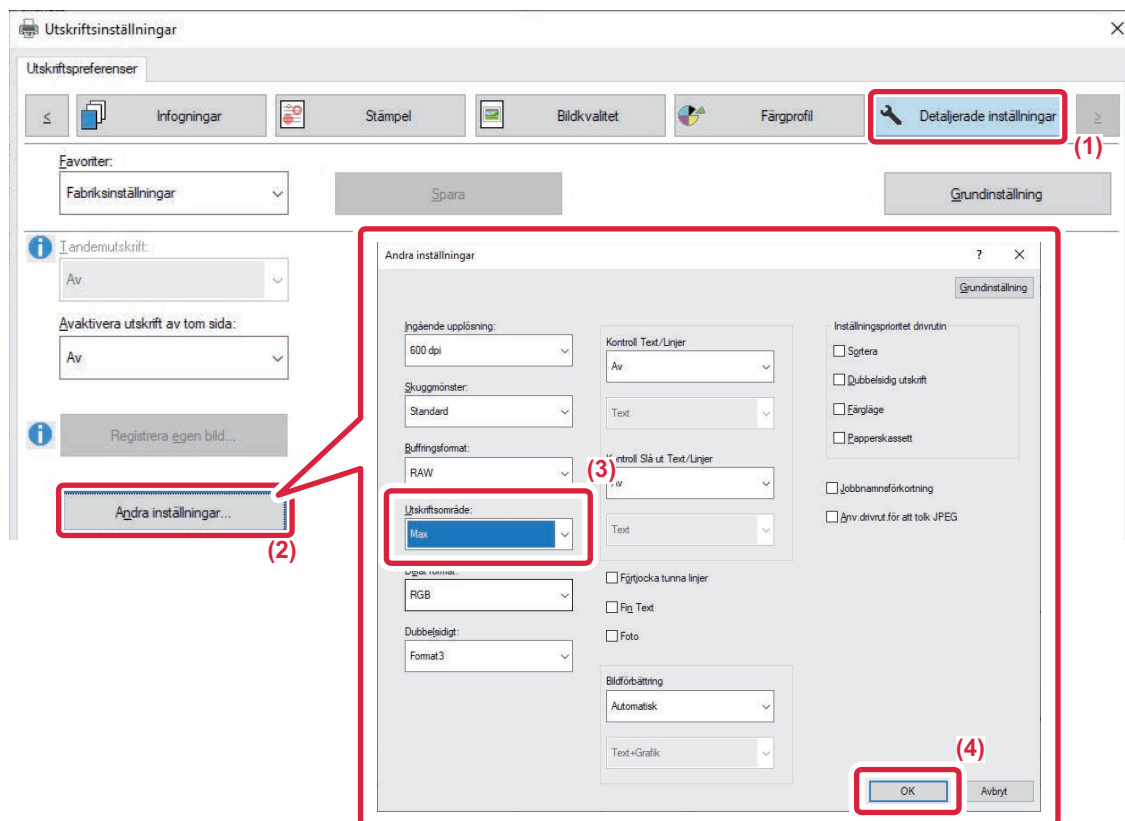 Utskriftsinställningar
Utskriftspreferenser
≤ Infogningar Stämpel Bildkvalitet Färgprofil Detaljerade inställningar ≥
(1)
Favoriter:
Fabriksinställningar
Spara
Grundinställning
Tandemutskrift:
Av
Avaktivera utskrift av tom sida:
Av
Registrera egen bild...
Andra inställningar...
(2)
Andra inställningar ?
Grundinställning
Ingående upplösning:
600 dpi
Skuggmönster:
Standard
Buffringsformat:
RAW
(3)
Utskriftsområde:
Max
RGB
Dubbelsidigt:
Format3
Kontroll Text/Linjer
Av
Text
Kontroll Slå ut Text/Linjer
Av
Text
Förtjocka tunna linjer
Fin Text
Foto
Bildförbättring
Automatisk
Text+Grafik
Inställningsprioritet drivrutin
Sortera
Dubbelsidig utskrift
Färgläge
Papperskassett
Jobbnamnsförkortning
Anv.drivrut.för att tolk JPEG
(4)
OK Avbryt